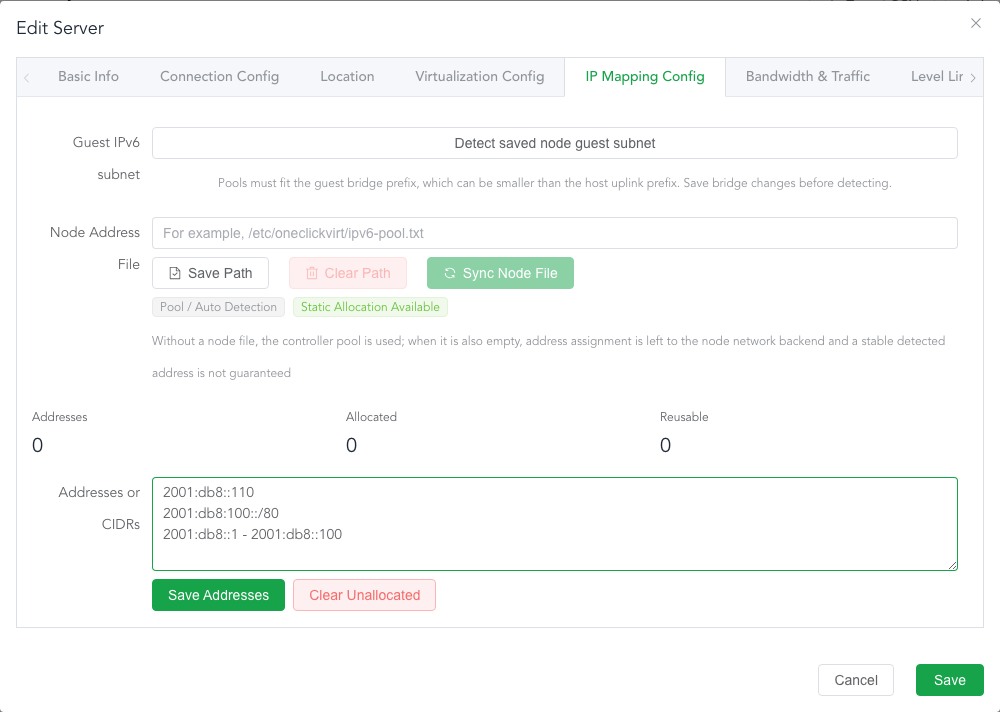 Edit Server
Basic Info
Connection Config
Location
Virtualization Config
IP Mapping Config
Bandwidth & Traffic
Level Lir
Guest IPv6
subnet
Detect saved node guest subnet
Pools must fit the guest bridge prefix, which can be smaller than the host uplink prefix. Save bridge changes before detecting.
Node Address
File
For example, /etc/oneclickvirt/ipv6-pool.txt
Save Path
Clear Path
Sync Node File
Pool / Auto Detection
Static Allocation Available
Without a node file, the controller pool is used; when it is also empty, address assignment is left to the node network backend and a stable detected
address is not guaranteed
Addresses
Allocated
Reusable
0
0
0
Addresses or
CIDRs
2001:db8::110
2001:db8:100::/80
2001:db8::1 - 2001:db8::100
Save Addresses
Clear Unallocated
Cancel
Save